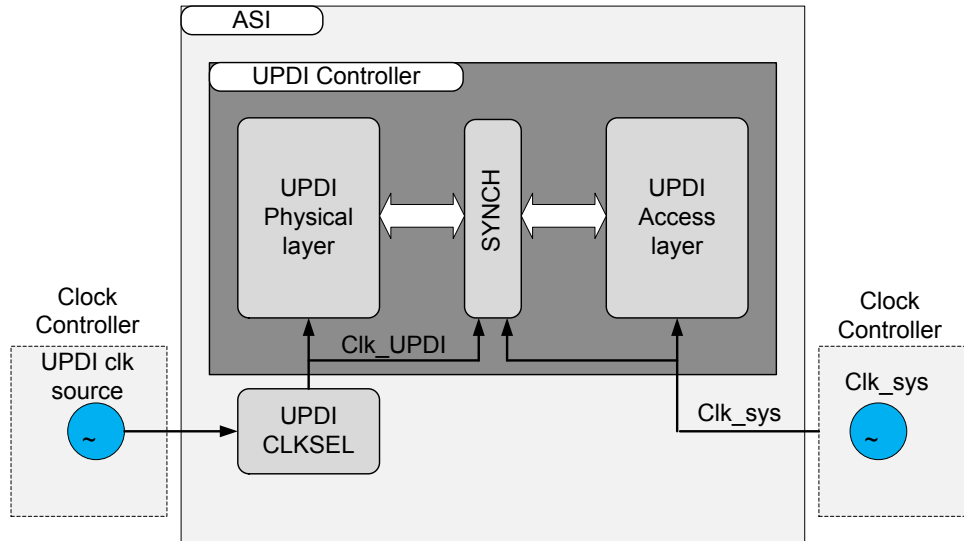 ASI
UPDI Controller
UPDI
Physical
layer
SYNCH
UPDI
Access
layer
Clock
Controller
UPDI clk
source
~
Clk_UPDI
UPDI
CLKSEL
Clk_sys
Clock
Controller
Clk_sys
~